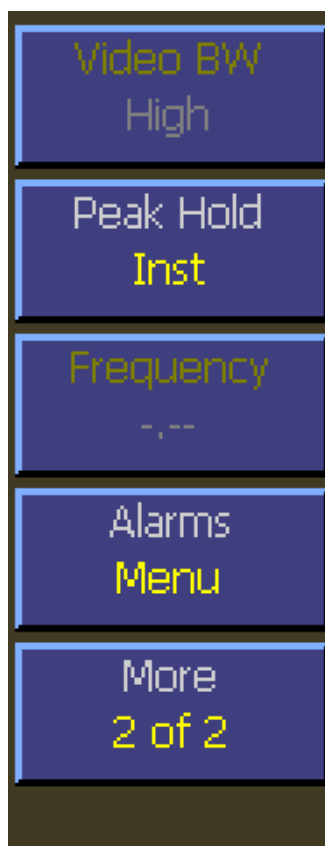 Video BW
High
Peak Hold
Inst
Frequency
-.--
Alarms
Menu
More
2 of 2